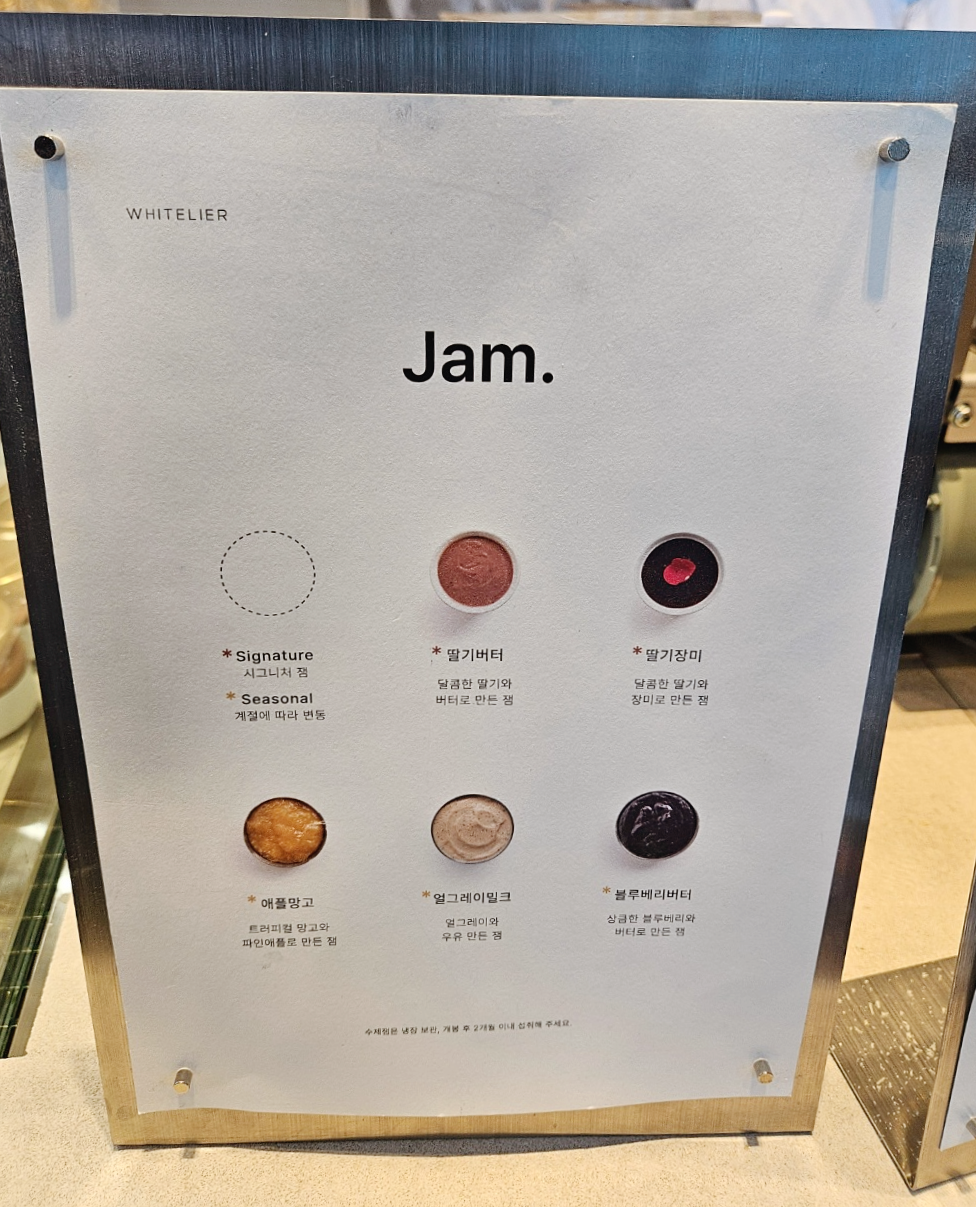 WHITELIER
Jam.
*Signature
시그니처 잼
*Seasonal
계절에 따라 변동
*딸기버터
달콤한 딸기와
버터로 만든 잼
*딸기장미
달콤한 딸기와
장미로 만든 잼
*애플망고
트러피컬 망고와
파인애플로 만든 잼
*얼그레이밀크
얼그레이와
우유 만든 잼
*블루베리버터
상큼한 블루베리와
버터로 만든 잼
수제잼은 냉장 보관, 개봉 후 2개월 이내 섭취해 주세요.